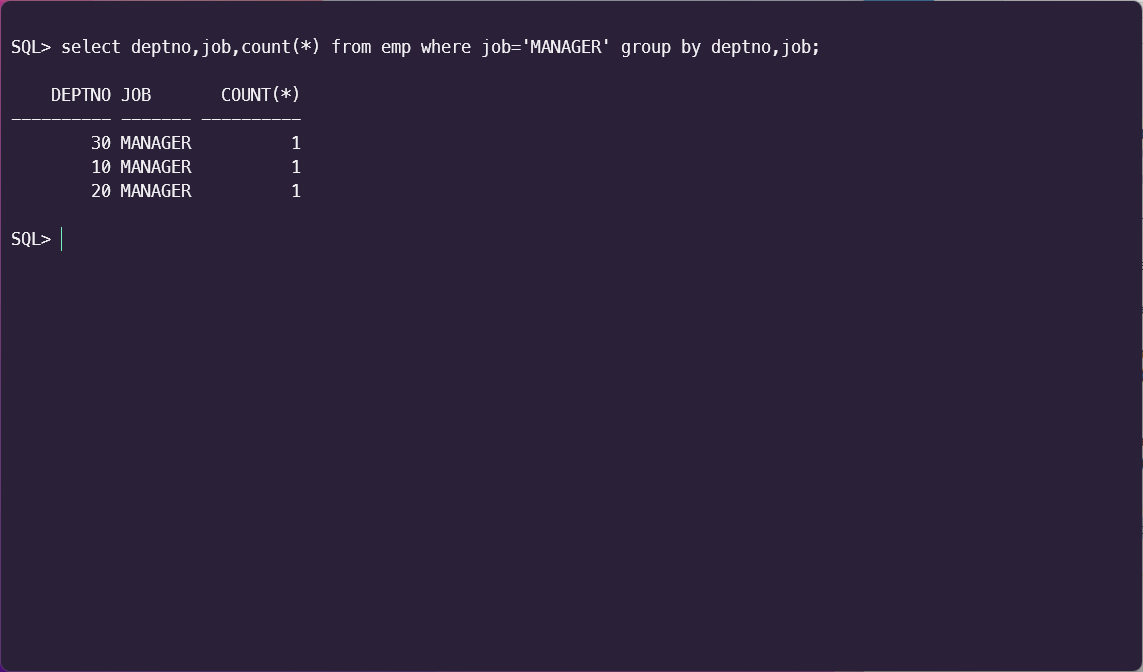 SQL> select deptno,job,count(*) from emp where job='MANAGER' group by deptno,job;
    DEPTNO JOB       COUNT(*)
---------- ------- ----------
        30 MANAGER          1
        10 MANAGER          1
        20 MANAGER          1
SQL>